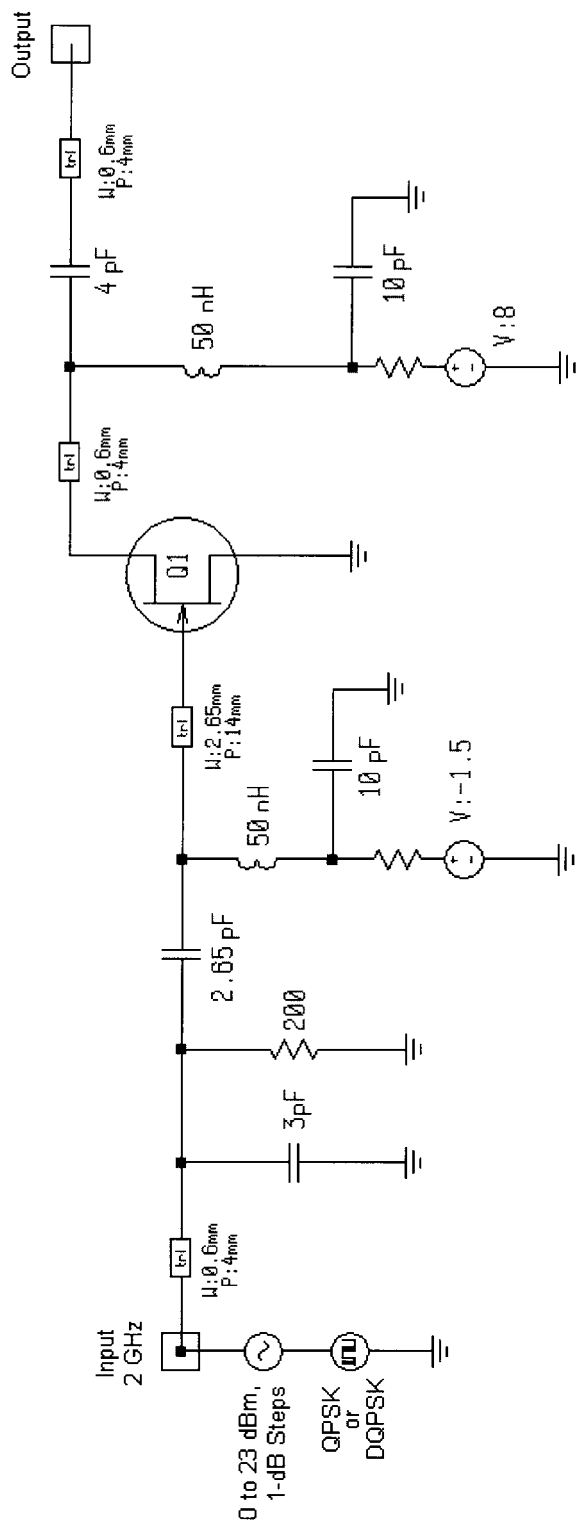 Input
2 GHz
0 to 23 dBm,
1-dB Steps
QPSK
or
DQPSK
trl
W:0.6mm
P:4mm
3pF
200
2.65pF
50 nH
10 pF
V:-1.5
+
-
trl
W:2.65mm
P:14mm
Q1
trl
W:0.6mm
P:4mm
50 nH
10 pF
V:8
+
-
4 pF
trl
W:0.6mm
P:4mm
Output